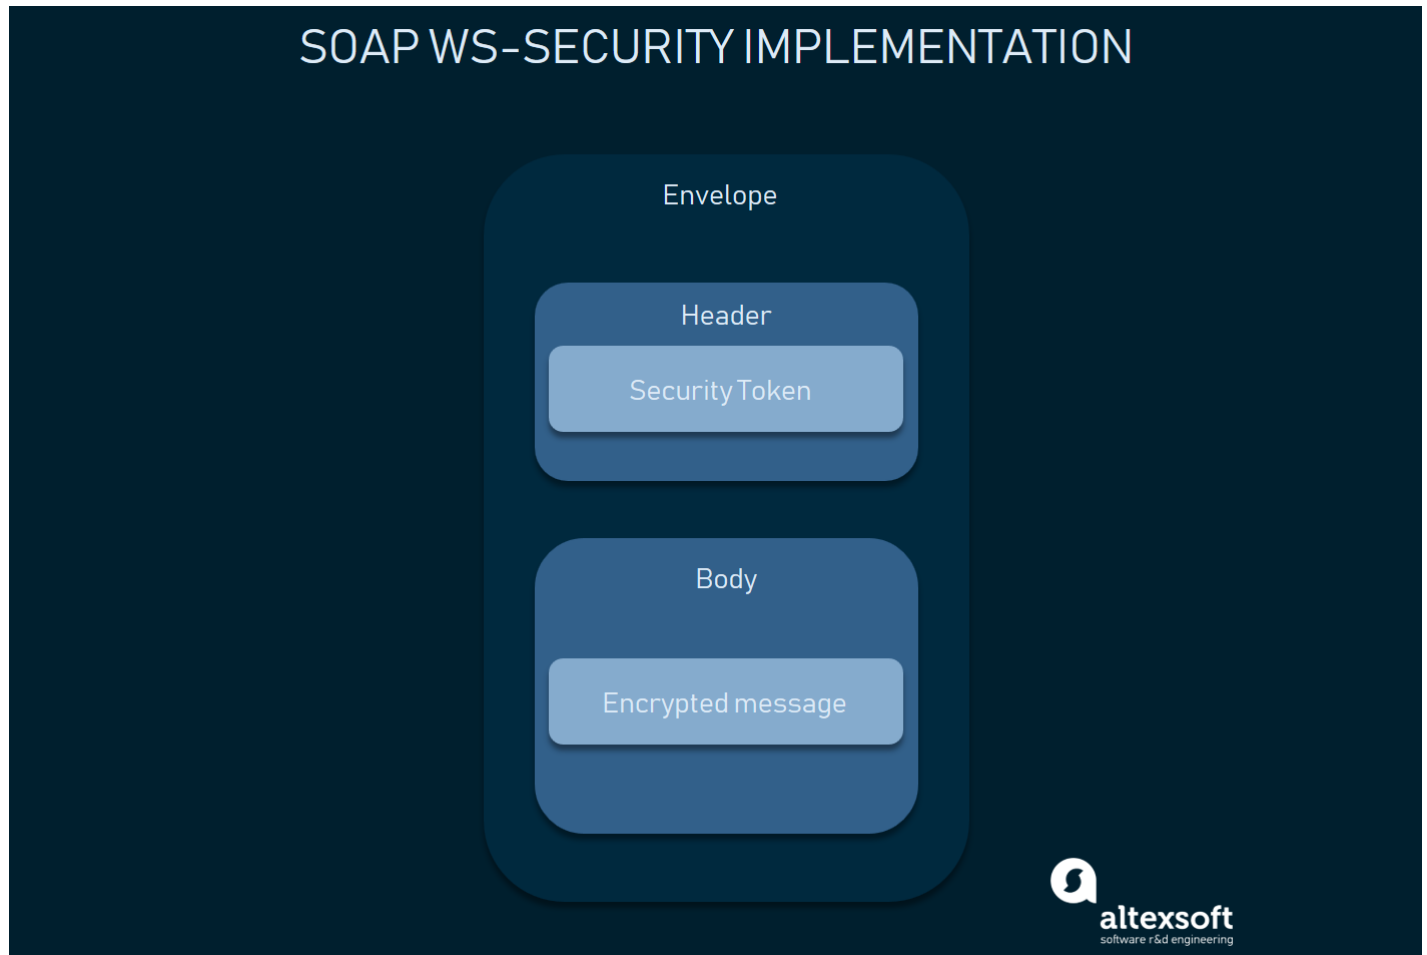 SOAP WS-SECURITY IMPLEMENTATION
Envelope
Header
Security Token
Body
Encrypted message
altexsoft
software r&d engineering